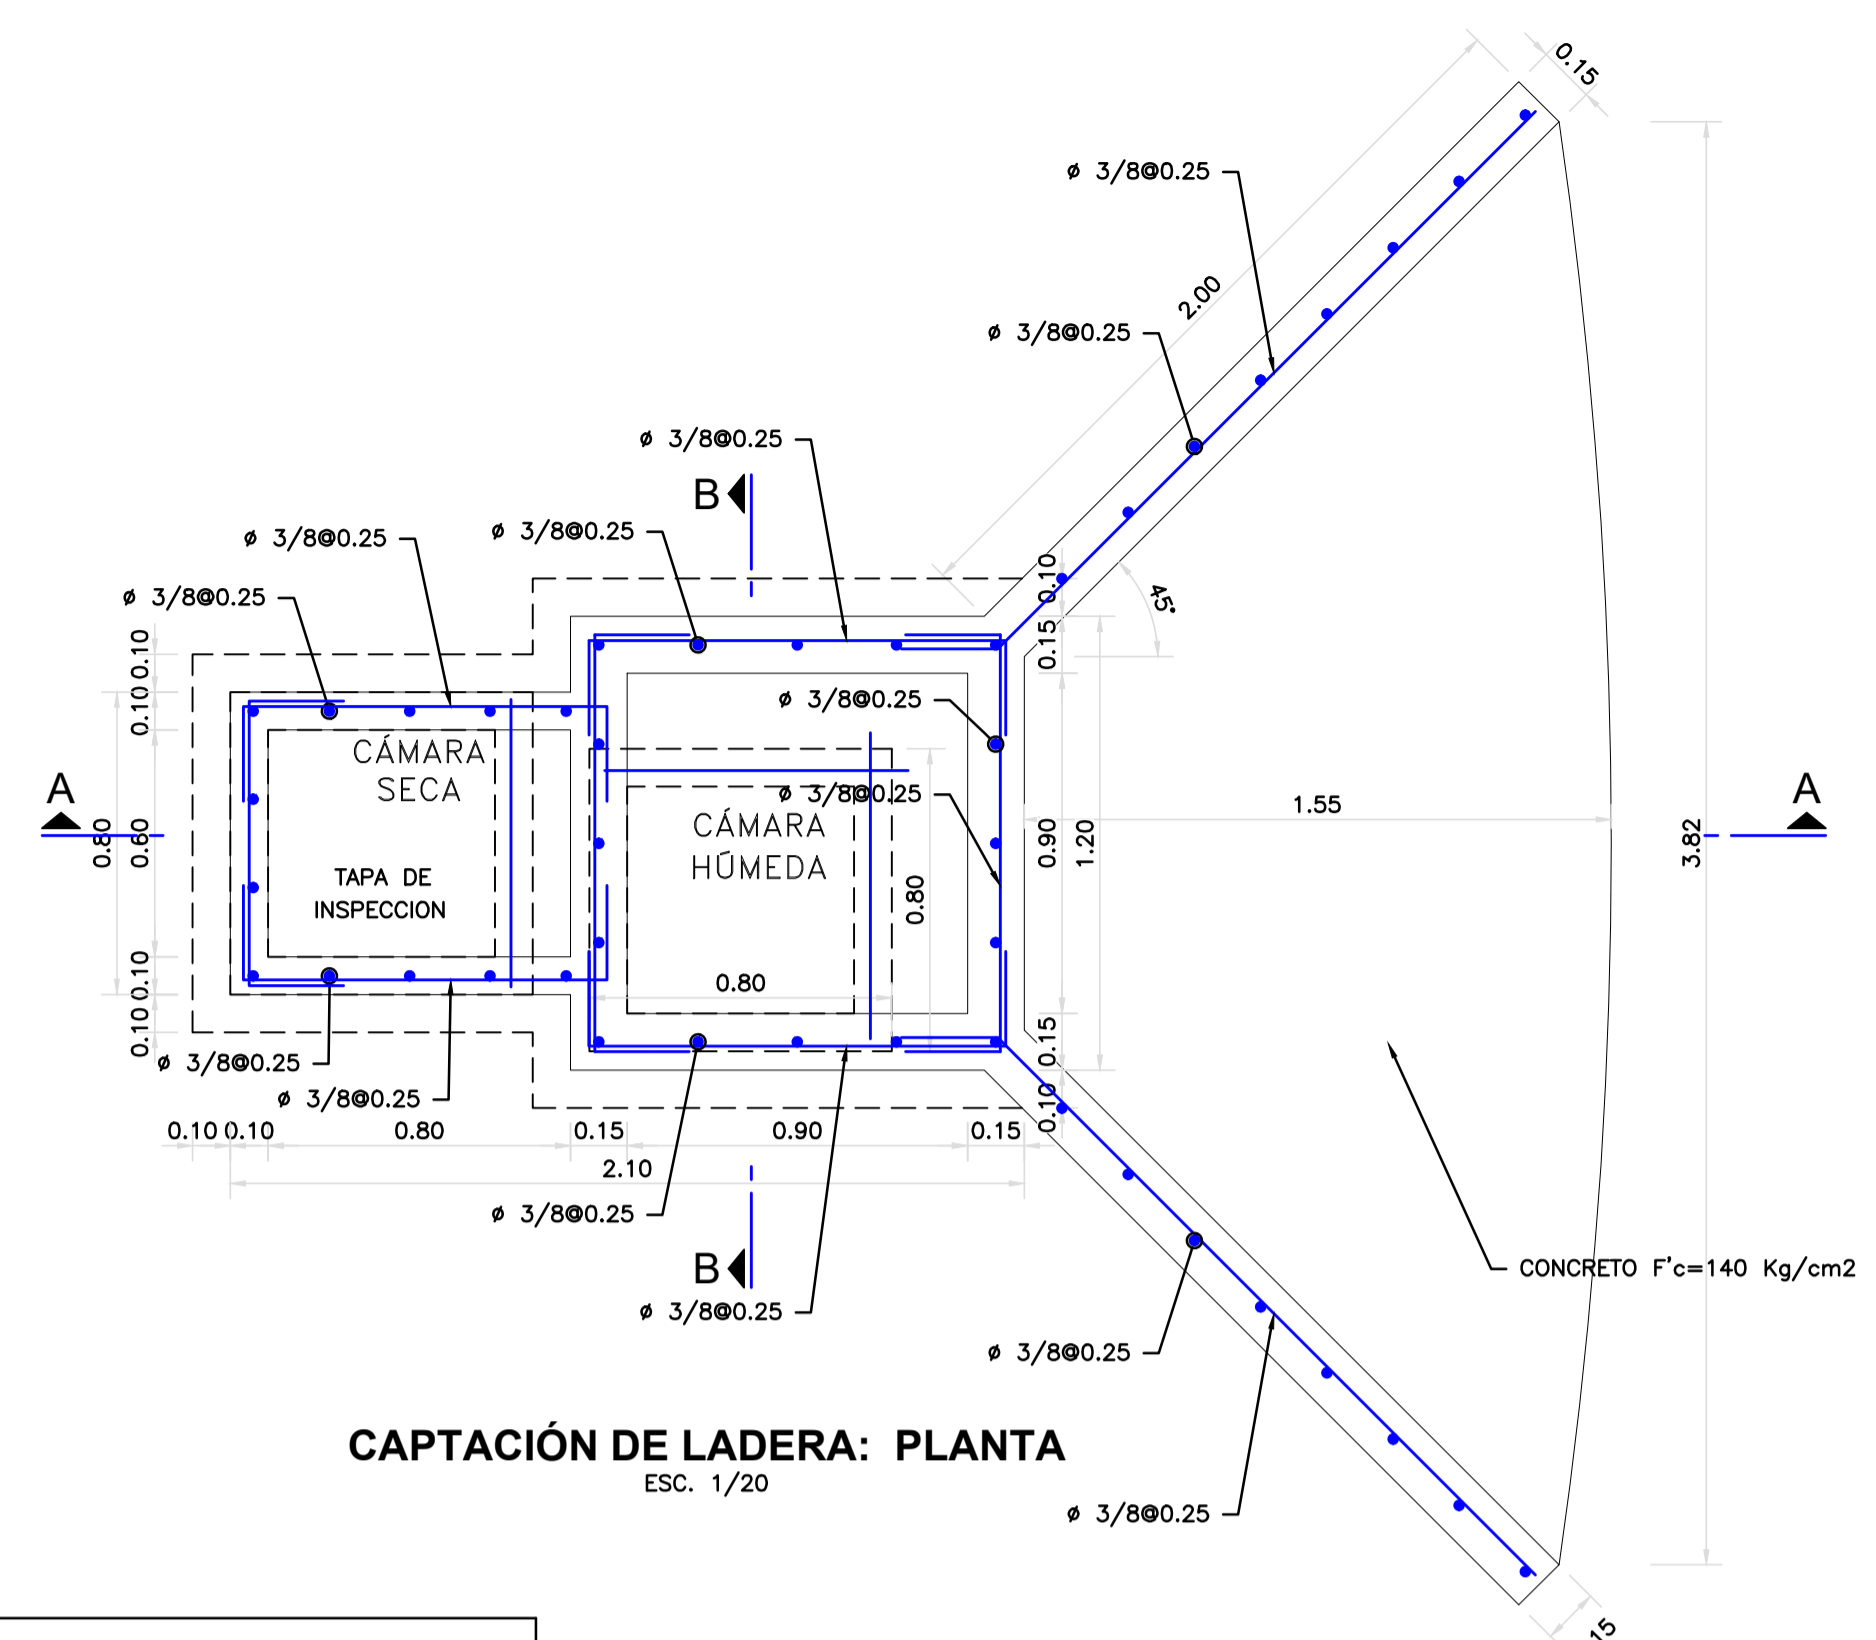 0.15
ø 3/8@0.25
2.00
ø 3/8@0.25
ø 3/8@0.25
B
ø 3/8@0.25
ø 3/8@0.25
ø 3/8@0.25
0.10
45°
0.10
0.15
0.10
ø 3/8@0.25
CÁMARA
SECA
A
ø 3/8@0.25
A
1.55
CÁMARA
HÚMEDA
0.80
0.60
0.90
1.20
3.82
TAPA DE
INSPECCION
0.80
0.10
0.80
0.10
0.15
ø 3/8@0.25
ø 3/8@0.25
0.10
0.10
0.10
0.80
0.15
0.90
0.15
2.10
ø 3/8@0.25
B
CONCRETO F'c=140 Kg/cm2
ø 3/8@0.25
ø 3/8@0.25
CAPTACIÓN DE LADERA: PLANTA
ESC. 1/20
ø 3/8@0.25
15